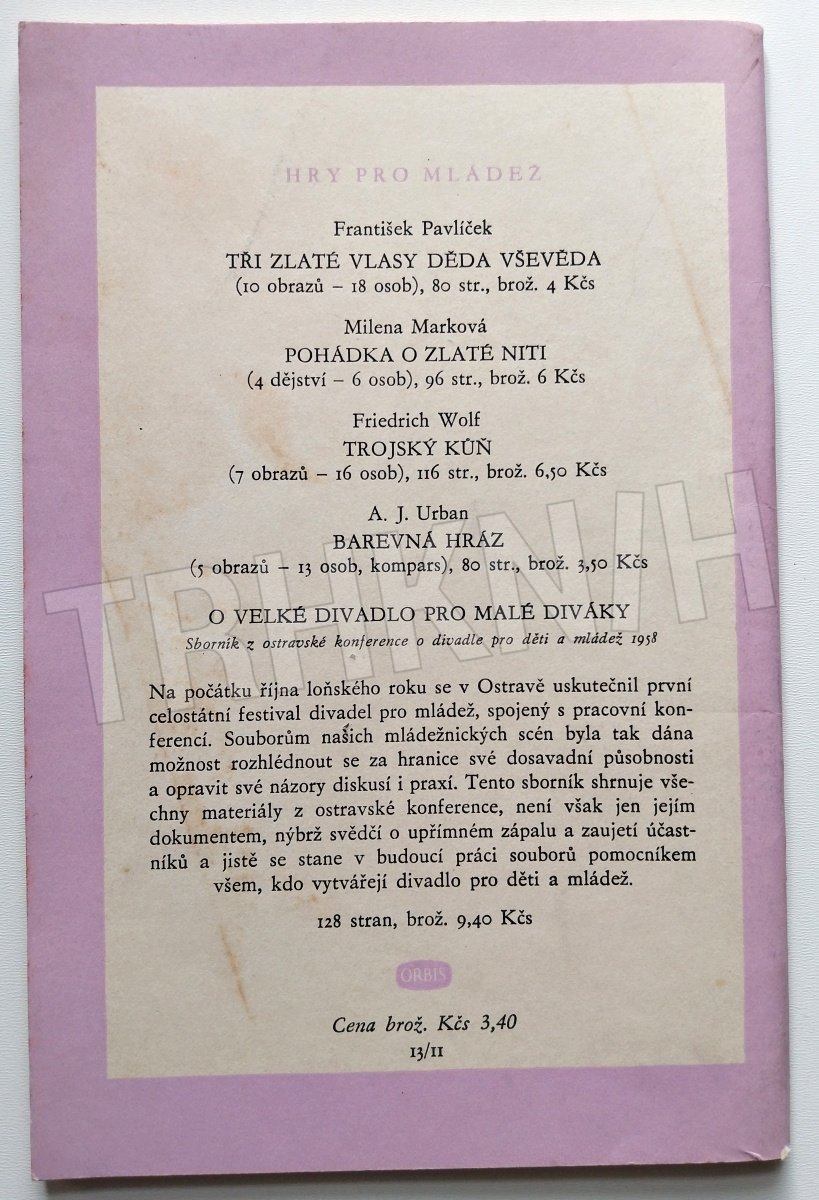 HRY PRO MLÁDEŽ
František Pavlíček
TŘI ZLATÉ VLASY DĚDA VŠEVĚDA
(10 obrazů – 18 osob), 80 str., brož. 4 Kčs
Milena Marková
POHÁDKA O ZLATÉ NITI
(4 dějství – 6 osob), 96 str., brož. 6 Kčs
Friedrich Wolf
TROJSKÝ KŮŇ
(7 obrazů – 16 osob), 116 str., brož. 6,50 Kčs
A. J. Urban
BAREVNÁ HRÁZ
(5 obrazů – 13 osob, kompars), 80 str., brož. 3,50 Kčs
O VELKÉ DIVADLO PRO MALÉ DIVÁKY
Sborník z ostravské konference o divadle pro děti a mládež 1958
Na počátku října loňského roku se v Ostravě uskutečnil první
celostátní festival divadel pro mládež, spojený s pracovní kon-
ferencí. Souborům našich mládežnických scén byla tak dána
možnost rozhlédnout se za hranice své dosavadní působnosti
a opravit své názory diskusí i praxí. Tento sborník shrnuje vše-
chny materiály z ostravské konference, není však jen jejím
dokumentem, nýbrž svědčí o upřímném zápalu a zaujetí účast-
níků a jistě se stane v budoucí práci souborů pomocníkem
všem, kdo vytvářejí divadlo pro děti a mládež.
128 stran, brož. 9,40 Kčs
ORBIS
Cena brož. Kčs 3,40
13/11
TRHKN/H